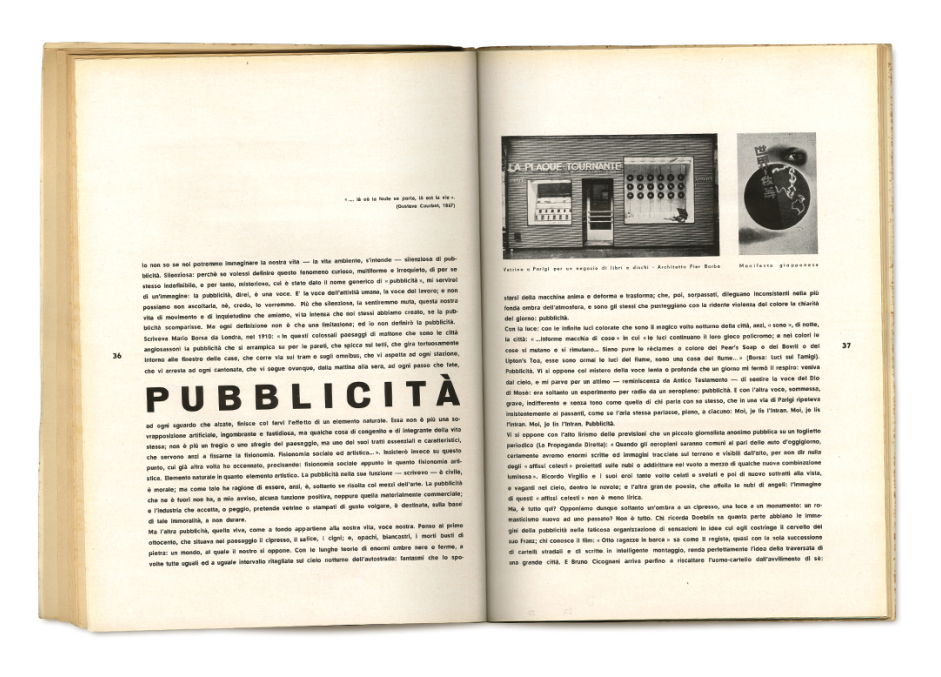 « ... là où la foule se porte, là est la vie ».
(Gustave Courbet, 1847)
Io non so se noi potremmo immaginare la nostra vita — la vita ambiente, s'intende — silenziosa di pub-
blicità. Silenziosa: perchè se volessi definire questo fenomeno curioso, multiforme e irrequieto, di per se
stesso indefinibile, e per tanto, misterioso, cui è stato dato il nome generico di « pubblicità », mi servirei
di un'immagine: la pubblicità, direi, è una voce. E' la voce dell'attività umana, la voce del lavoro; e non
possiamo non ascoltarla, nè, credo, lo vorremmo. Più che silenziosa, la sentiremmo muta, questa nostra
vita di movimento e di inquietudine che amiamo, vita intensa che noi stessi abbiamo creato, se la pub-
blicità scomparisse. Ma ogni definizione non è che una limitazione; ed io non definirò la pubblicità.
Scriveva Mario Borsa da Londra, nel 1910: « In questi colossali paesaggi di mattone che sono le città
anglosassoni la pubblicità che si arrampica su per le pareti, che spicca sui tetti, che gira tortuosamente
intorno alle finestre delle case, che corre via sui tram e sugli omnibus, che vi aspetta ad ogni stazione,
che vi arresta ad ogni cantonata, che vi segue ovunque, dalla mattina alla sera, ad ogni passo che fate,
36
PUBBLICITÀ
ad ogni sguardo che alzate, finisce col farvi l'effetto di un elemento naturale. Essa non è più una so-
vrapposizione artificiale, ingombrante e fastidiosa, ma qualche cosa di congenito e di integrante della vita
stessa; non è più un fregio o uno sfregio del paesaggio, ma uno dei suoi tratti essenziali e caratteristici,
che servono anzi a fissarne la fisionomia. Fisionomia sociale ed artistica... ». Insisterò invece su questo
punto, cui già altra volta ho accennato, precisando: fisionomia sociale appunto in quanto fisionomia arti-
stica. Elemento naturale in quanto elemento artistico. La pubblicità nella sua funzione — scrivevo — è civile,
è morale; ma come tale ha ragione di essere, anzi, è, soltanto se risolta coi mezzi dell'arte. La pubblicità
che ne è fuori non ha, a mio avviso, alcuna funzione positiva, neppure quella materialmente commerciale;
e l'industria che accetta, o peggio, pretende vetrine o stampati di gusto volgare, è destinata, sulla base
di tale immoralità, a non durare.
Ma l'altra pubblicità, quella viva, come a fondo appartiene alla nostra vita, voce nostra. Penso al primo
ottocento, che situava nel paesaggio il cipresso, il salice, i cigni; e, opachi, biancastri, i morti busti di
pietra: un mondo, al quale il nostro si oppone. Con le lunghe teorie di enormi ombre nere o ferme, a
volte tutte uguali ed a uguale intervallo ritagliate sul cielo notturno dell'autostrada: fantasmi che lo spo-
LA PLAQUE TOURNANTE
世界
Vetrina a Parigi per un negozio di libri e dischi - Architetto Pier Barbe
Manifesto giapponese
starsi della macchina anima e deforma e trasforma; che, poi, sorpassati, dileguan inconsistenti nella più
fonda ombra dell'atmosfera, e sono gli stessi che punteggiano con la ridente violenza del colore la chiarità
del giorno: pubblicità.
Con la luce: con le infinite luci colorate che sono il magico volto notturno della città, anzi, « sono », di notte,
la città: « ...Informe macchia di cose » in cui « le luci continuano il loro gioco policromo; e nei colori le
cose si mutano e si rimutano... Siano pure le réclames a colore del Pear's Soap o del Bovril o del
Lipton's Tea, esse sono ormai le luci del fiume, sono una cosa del fiume... » (Borsa: luci sul Tamigi).
Pubblicità. Vi si oppone col mistero della voce lenta o profonda che un giorno mi fermò il respiro: veniva
dal cielo, e mi parve per un attimo — reminiscenza da Antico Testamento — di sentire la voce del Dio
di Mosè: era soltanto un esperimento per radio da un aeroplano: pubblicità. E con l'altra voce, sommessa,
grave, indifferente e senza tono come quella di chi parla con se stesso, che in una via di Parigi ripeteva
insistentemente ai passanti, come se l'aria stessa parlasse, piano, a ciascuno: Moi, je lis l'Intran. Moi, je lis
l'Intran. Moi, je lis l'Intran. Pubblicità.
Vi si oppone con l'alto lirismo delle previsioni che un piccolo giornalista anonimo pubblica su un foglietto
periodico (La Propaganda Diretta): « Quando gli aeroplani saranno comuni al pari delle auto d'oggigiorno,
certamente avremo enormi scritte ed immagini tracciate sul terreno e visibili dall'alto, per non dir nulla
degli « affissi celesti » proiettati sulle nubi o addirittura nel vuoto a mezzo di qualche nuova combinazione
luminosa ». Ricordo Virgilio e i suoi eroi tante volte celati o svelati e poi di nuovo sottratti alla vista,
e vaganti nel cielo, dentro le nuvole; e l'altra grande poesia, che affolla le nubi di angeli: l'immagine
di questi « affissi celesti » non è meno lirica.
Ma, è tutto qui? Opponiamo dunque soltanto un'ombra a un cipresso, una luce a un monumento: un ro-
manticismo nuovo ad uno passato? Non è tutto. Chi ricorda Doeblin sa quanta parte abbiano le imma-
gini della pubblicità nella faticosa organizzazione di sensazioni in idea cui egli costringe il cervello del
suo Franz; chi conosce il film: « Otto ragazze in barca » sa come il regista, quasi con la sola successione
di cartelli stradali e di scritte in intelligente montaggio, renda perfettamente l'idea della traversata di
una grande città. E Bruno Cicognani arriva perfino a riscattare l'uomo-cartello dall'avvilimento di sè:
37